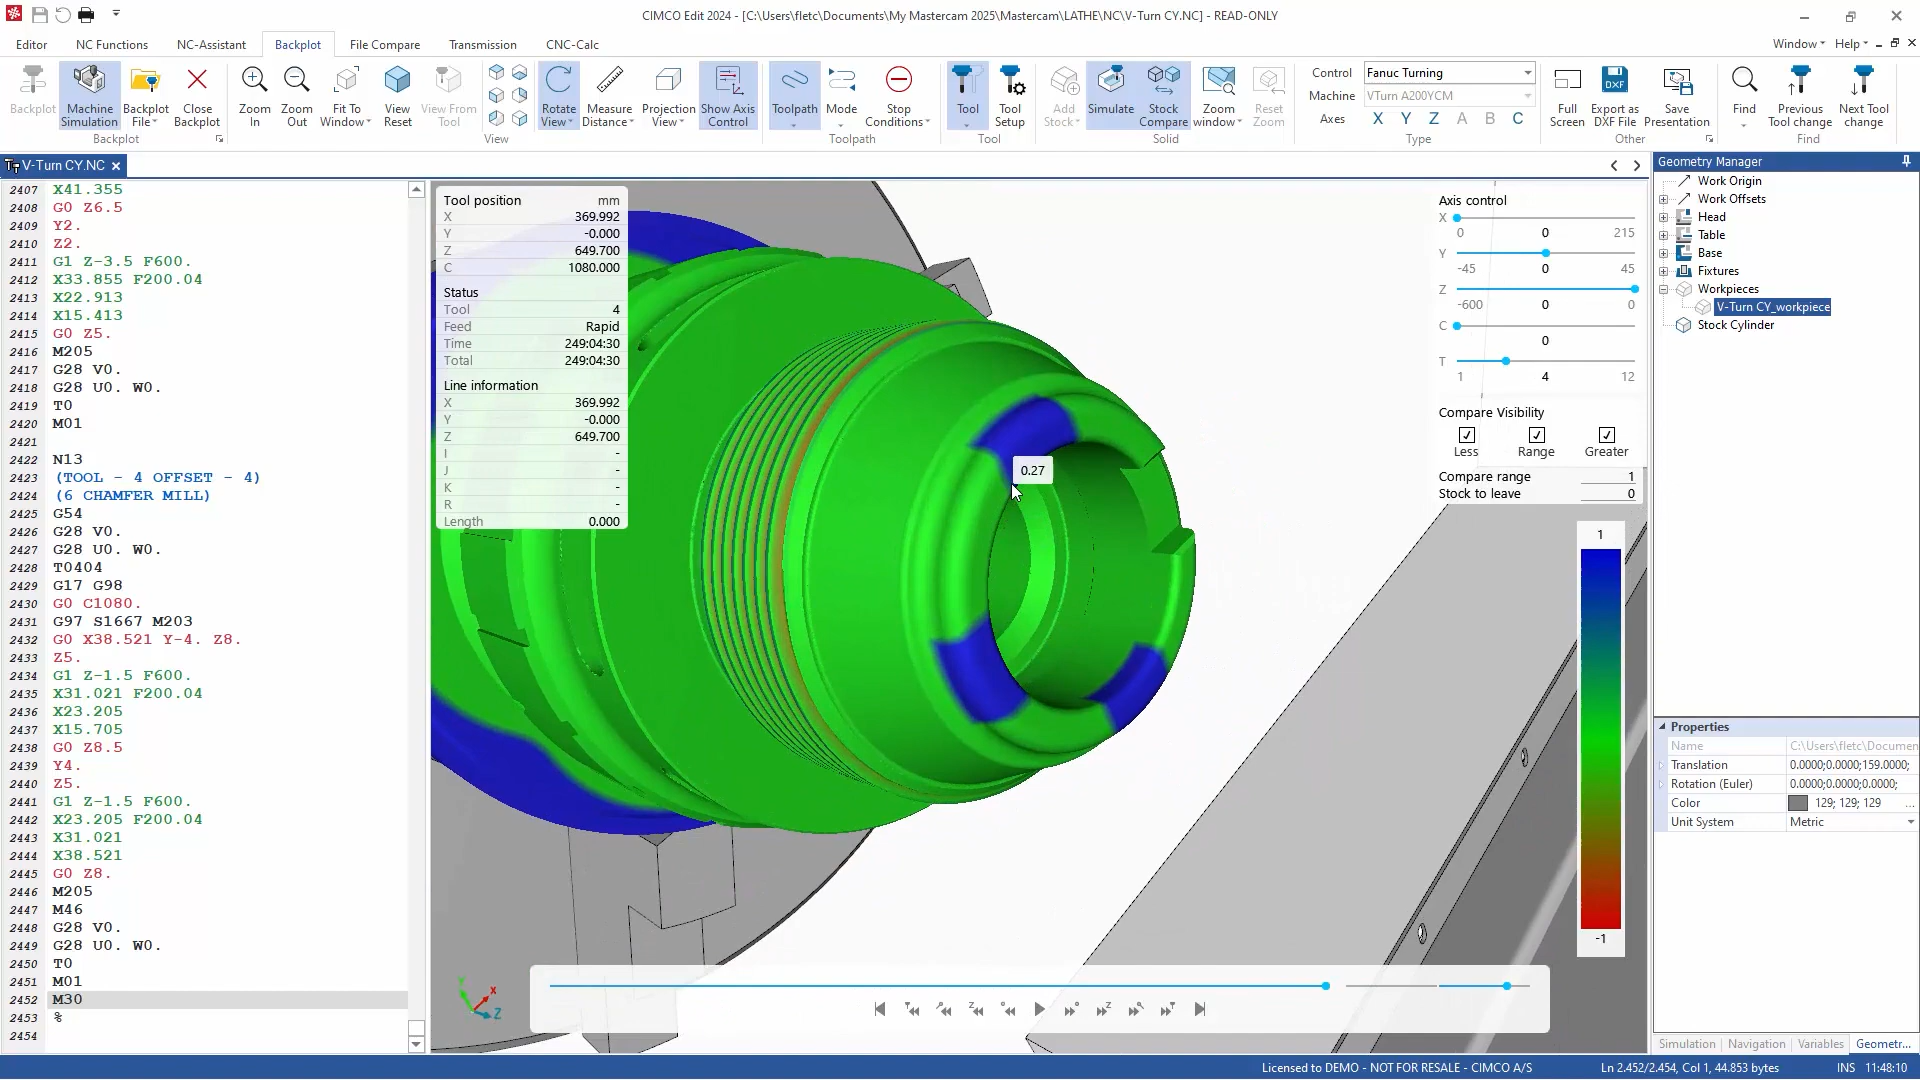 CIMCO Edit 2024 - [C:\Users\fletc\Documents\My Mastercam 2025\Mastercam\LATHE\NC\V-Turn CY.NC] - READ-ONLY
Editor NC Functions NC-Assistant Backplot File Compare Transmission CNC-Calc Window Help
Backplot
Machine Simulation
Backplot File
Close Backplot
Backplot
Zoom In
Zoom Out
Fit To Window
View Reset
View From Tool
Rotate View
Measure Distance
Projection View
Show Axis Control
View
Toolpath
Mode
Stop Conditions
Toolpath
Tool
Tool Setup
Tool
Add Stock
Simulate
Stock Compare
Zoom window
Reset Zoom
Solid
Control Fanuc Turning
Machine VTurn A200YCM
Axes X Y Z A B C
Type
Full Screen
DXF
Export as DXF File
Save Presentation
Other
Find
Previous Tool change
Next Tool change
Find
V-Turn CY.NC
2407 X41.355
2408 G0 Z6.5
2409 Y2.
2410 Z2.
2411 G1 Z-3.5 F600.
2412 X33.855 F200.04
2413 X22.913
2414 X15.413
2415 G0 Z5.
2416 M205
2417 G28 V0.
2418 G28 U0. W0.
2419 T0
2420 M01
2421
2422 N13
2423 (TOOL - 4 OFFSET - 4)
2424 (6 CHAMFER MILL)
2425 G54
2426 G28 V0.
2427 G28 U0. W0.
2428 T0404
2429 G17 G98
2430 G0 C1080.
2431 G97 S1667 M203
2432 G0 X38.521 Y-4. Z8.
2433 Z5.
2434 G1 Z-1.5 F600.
2435 X31.021 F200.04
2436 X23.205
2437 X15.705
2438 G0 Z8.5
2439 Y4.
2440 Z5.
2441 G1 Z-1.5 F600.
2442 X23.205 F200.04
2443 X31.021
2444 X38.521
2445 G0 Z8.
2446 M205
2447 M46
2448 G28 V0.
2449 G28 U0. W0.
2450 T0
2451 M01
2452 M30
2453 %
2454
Tool position mm
X 369.992
Y -0.000
Z 649.700
C 1080.000
Status
Tool 4
Feed Rapid
Time 249:04:30
Total 249:04:30
Line information
X 369.992
Y -0.000
Z 649.700
I -
J -
K -
R -
Length 0.000
0.27
Y X Z
Axis control
X
0 0 215
Y
-45 0 45
Z
-600 0 0
C
0
T
1 4 12
Compare Visibility
Less Range Greater
Compare range 1
Stock to leave 0
1
-1
Geometry Manager
Work Origin
Work Offsets
Head
Table
Base
Fixtures
Workpieces
V-Turn CY_workpiece
Stock Cylinder
Properties
Name C:\Users\fletc\Documen
Translation 0.0000;0.0000;159.0000;
Rotation (Euler) 0.0000;0.0000;0.0000;
Color 129; 129; 129 ...
Unit System Metric
Simulation Navigation Variables Geometr...
Licensed to DEMO - NOT FOR RESALE - CIMCO A/S Ln 2.452/2.454, Col 1, 44.853 bytes INS 11:48:10